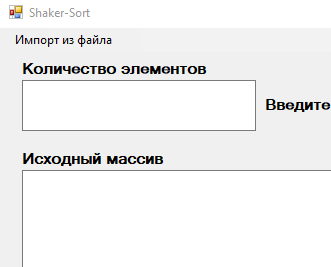 Shaker-Sort
Импорт из файла
Количество элементов
Введите
Исходный массив